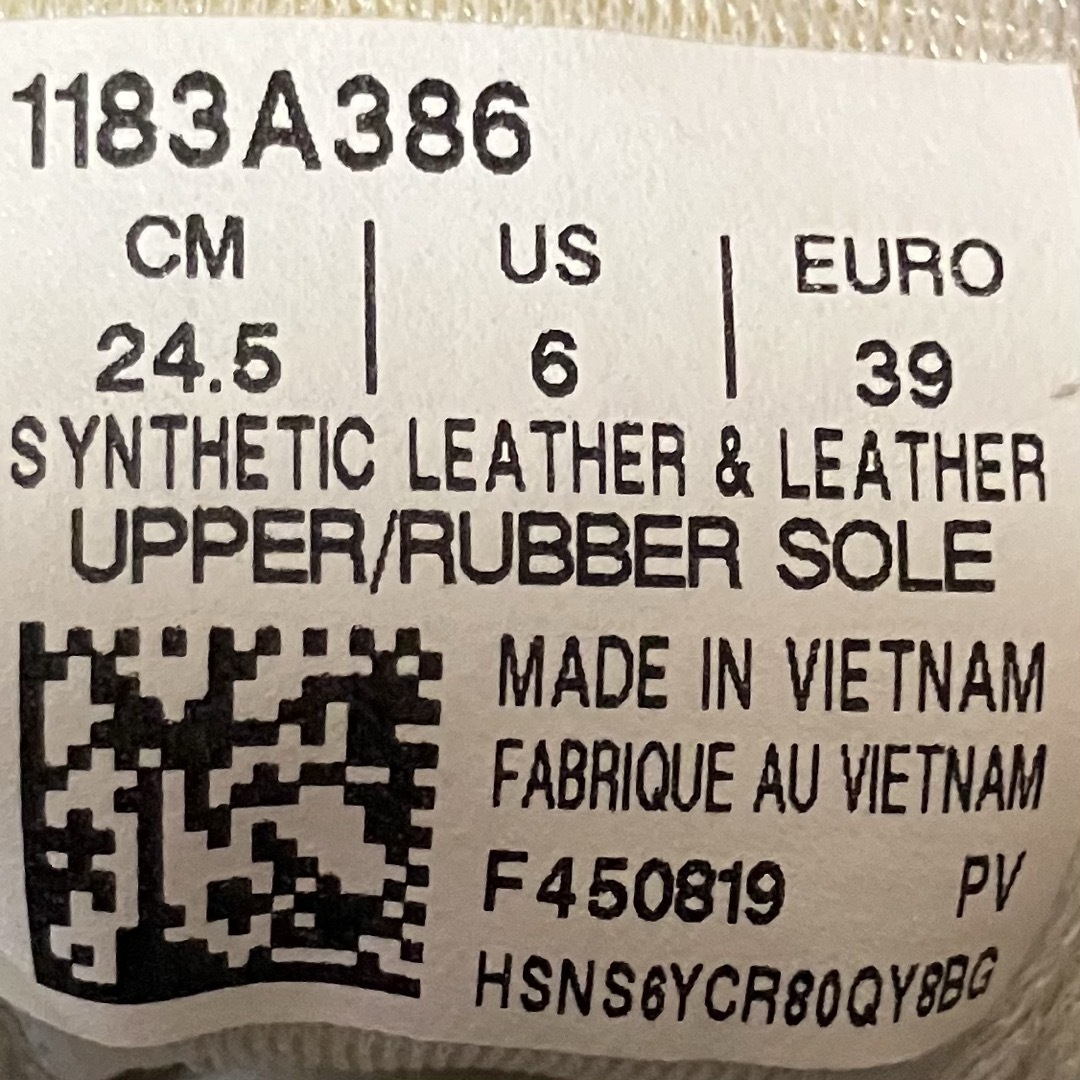 1183A386
CM | US | EURO
24.5 | 6 | 39
SYNTHETIC LEATHER & LEATHER
UPPER/RUBBER SOLE
MADE IN VIETNAM
FABRIQUE AU VIETNAM
F450819 PV
HSNS6YCR80QY8BG